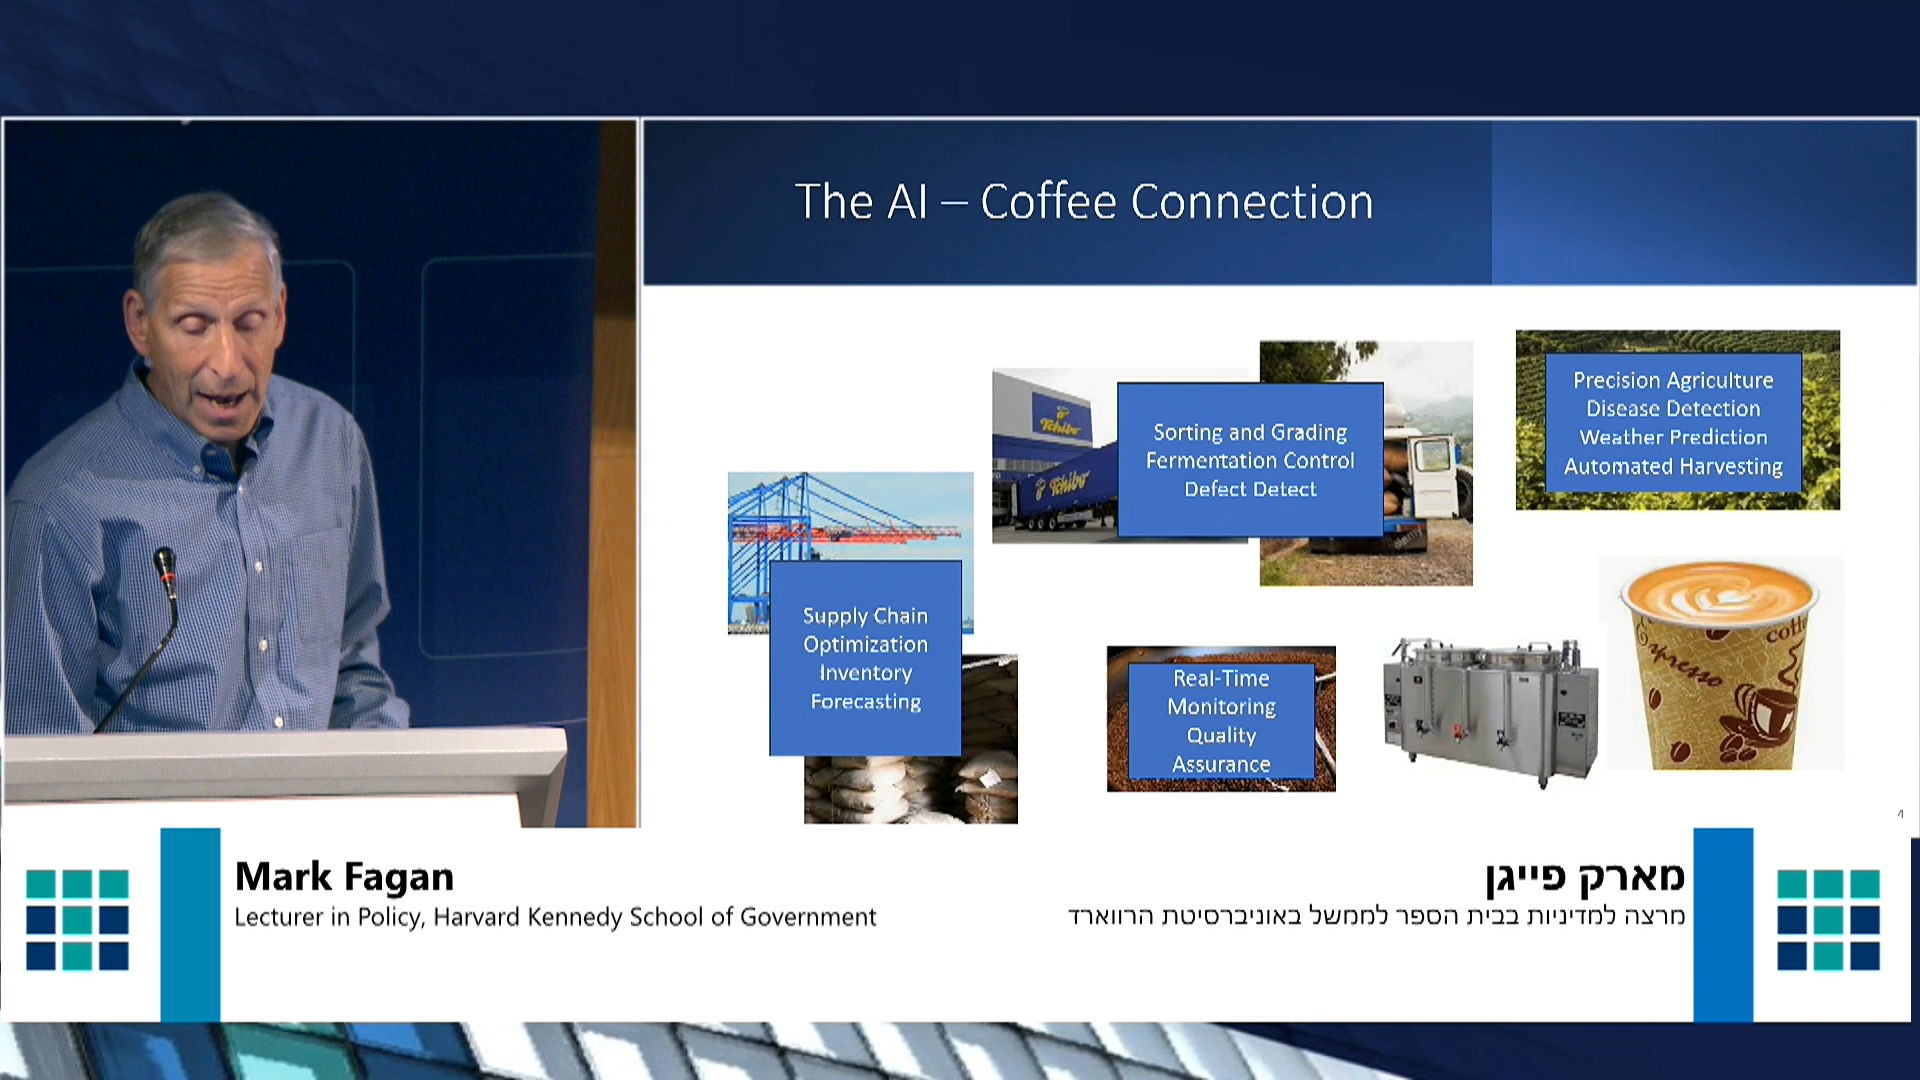 The AI – Coffee Connection
Precision Agriculture
Disease Detection
Weather Prediction
Automated Harvesting
Sorting and Grading
Fermentation Control
Defect Detect
Tchibo
Tchibo
Supply Chain
Optimization
Inventory
Forecasting
Real-Time
Monitoring
Quality
Assurance
Espresso
4
Mark Fagan
Lecturer in Policy, Harvard Kennedy School of Government
מארק פייגן
מרצה למדיניות בבית הספר לממשל באוניברסיטת הרווארד